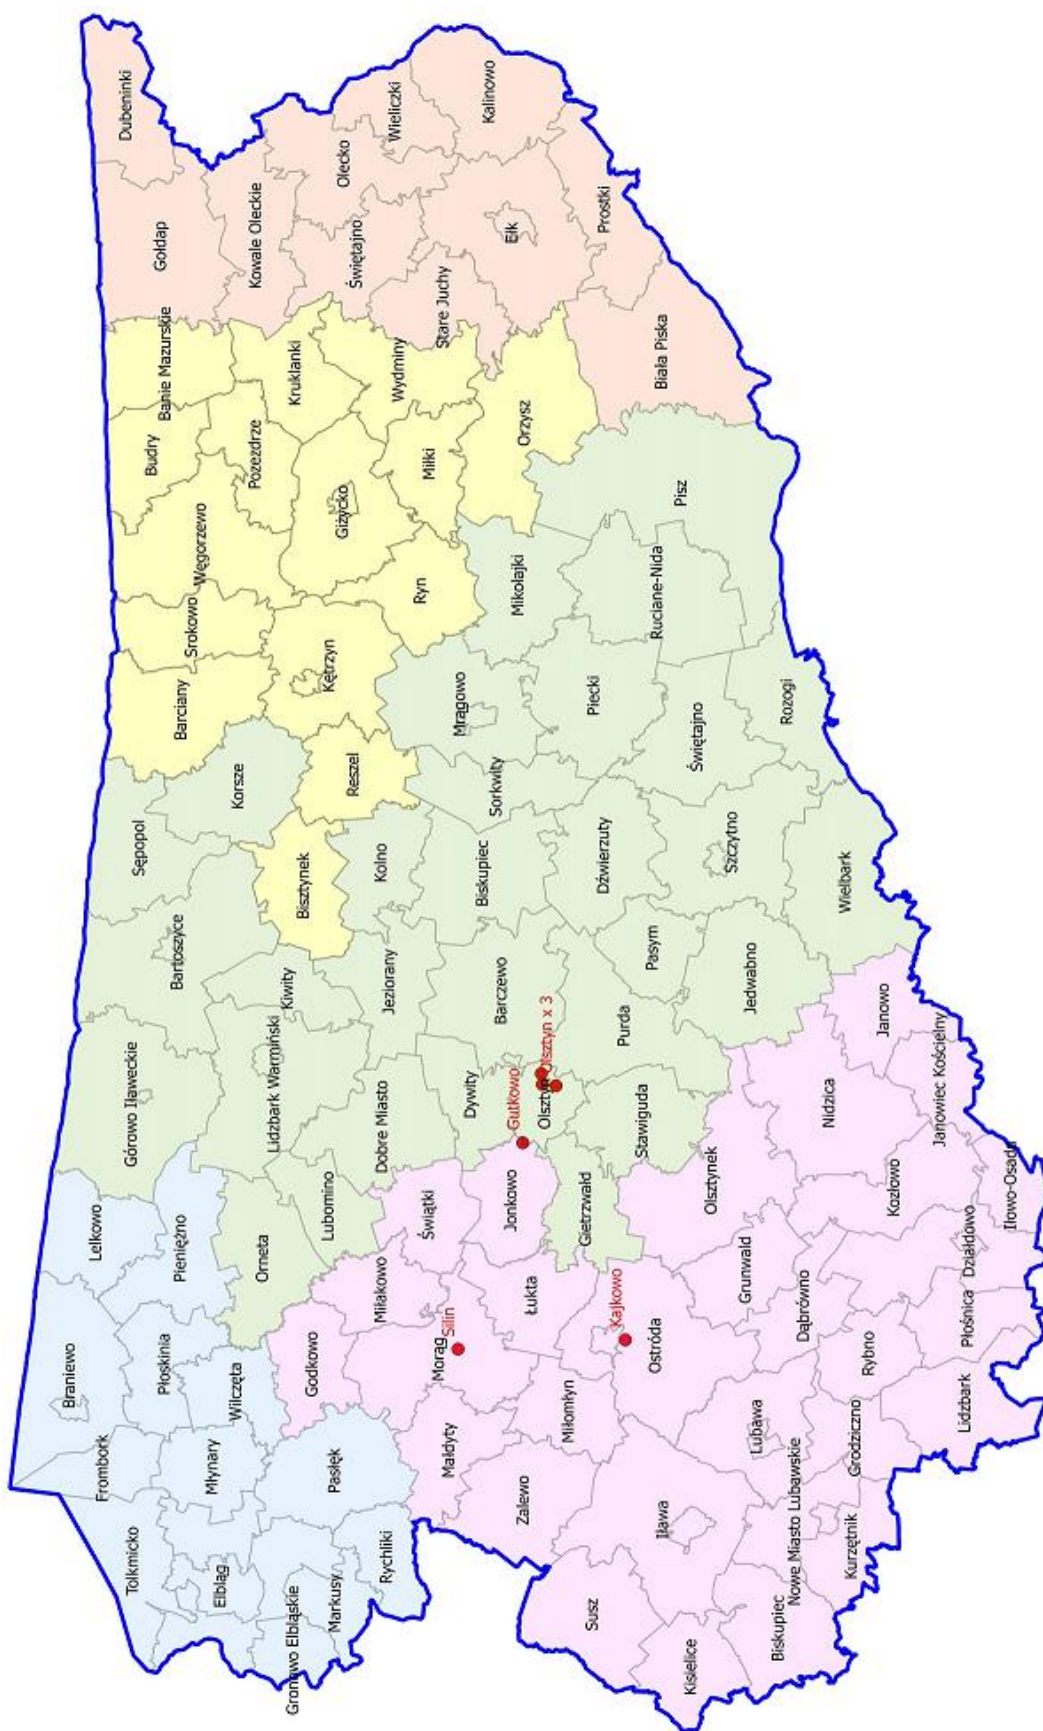 Dubeninki
Gołdap
Kowale Oleckie
Olecko
Wieliczki
Kalinowo
Świętajno
Ełk
Prostki
Stare Juchy
Biała Piska
Banie Mazurskie
Budry
Kruklanki
Pozezdrze
Wydminy
Orzysz
Miłki
Giżycko
Węgorzewo
Ryn
Srokowo
Barciany
Kętrzyn
Reszel
Bisztynek
Pisz
Mikołajki
Ruciane-Nida
Mrągowo
Piecki
Rozogi
Świętajno
Sorkwity
Korsze
Sępopol
Kolno
Biskupiec
Dźwierzuty
Szczytno
Wielbark
Bartoszyce
Kiwity
Jeziorany
Barczewo
Pasym
Jedwabno
Purda
Górowo Iławeckie
Lidzbark Warmiński
Dobre Miasto
Dywity
Gutkowo
Olsztyn
Olsztyn x 3
Stawiguda
Lubomino
Orneta
Gietrzwałd
Lelkowo
Pieniężno
Braniewo
Płoskinia
Wilczęta
Frombork
Młynary
Pasłęk
Tolkmicko
Elbląg
Gronowo Elbląskie
Markusy
Rychliki
Godkowo
Miłakowo
Świątki
Jonkowo
Łukta
Morąg
Silin
Kajkowo
Ostróda
Małdyty
Miłomłyn
Zalewo
Iława
Susz
Kisielice
Biskupiec
Nowe Miasto Lubawskie
Kurzętnik
Lubawa
Grodziczno
Lidzbark
Rybno
Płośnica
Działdowo
Dąbrówno
Grunwald
Olsztynek
Nidzica
Kozłowo
Janowo
Janowiec Kościelny
Iłowo-Osada